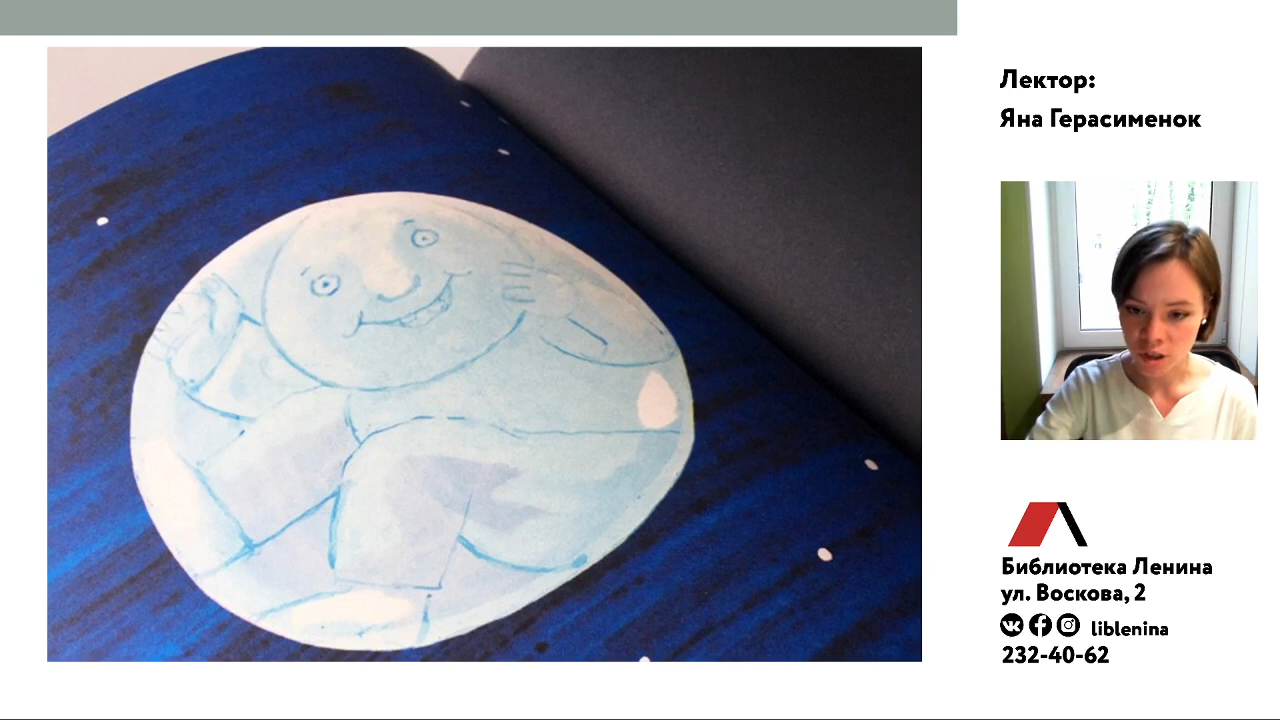 Лектор:
Яна Герасименок
Библиотека Ленина
ул. Воскова, 2
liblenina
232-40-62